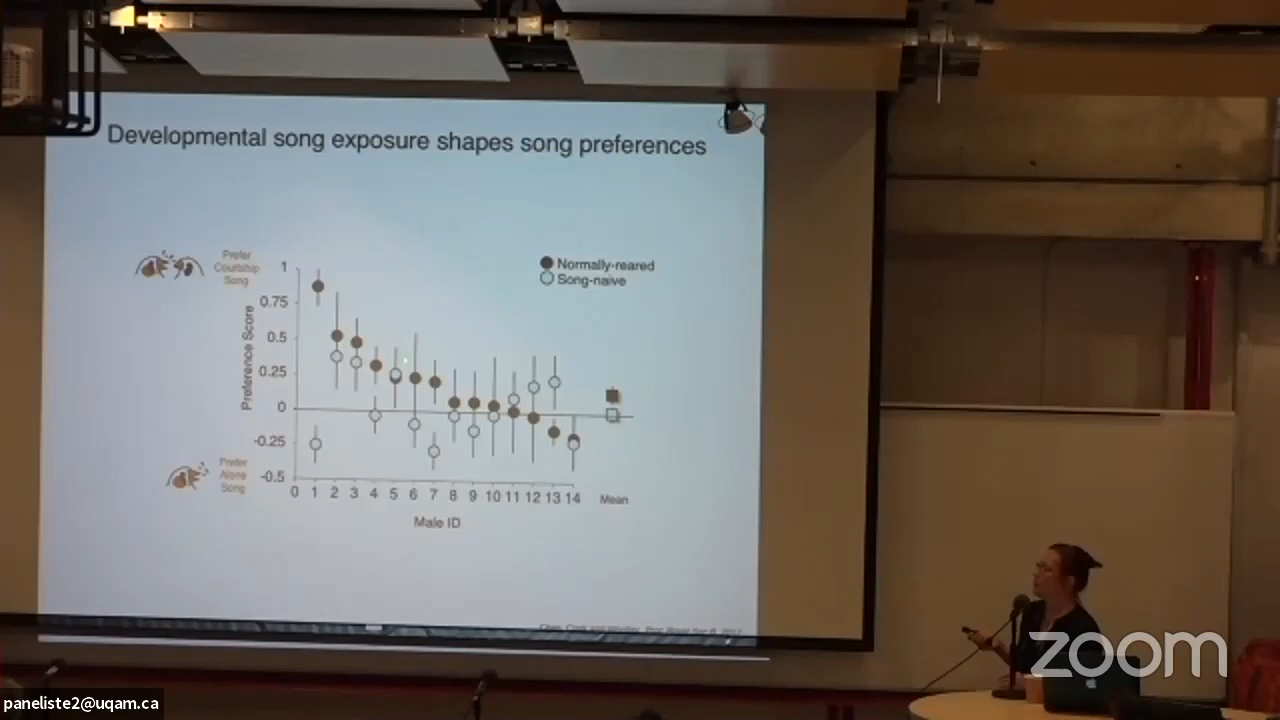 Developmental song exposure shapes song preferences
Prefer
Courtship
Song
Normally-reared
Song-naive
1
0.75
0.5
0.25
0
-0.25
-0.5
Preference Score
Prefer
Alone
Song
0 1 2 3 4 5 6 7 8 9 10 11 12 13 14 Mean
Male ID
zoom
paneliste2@uqam.ca